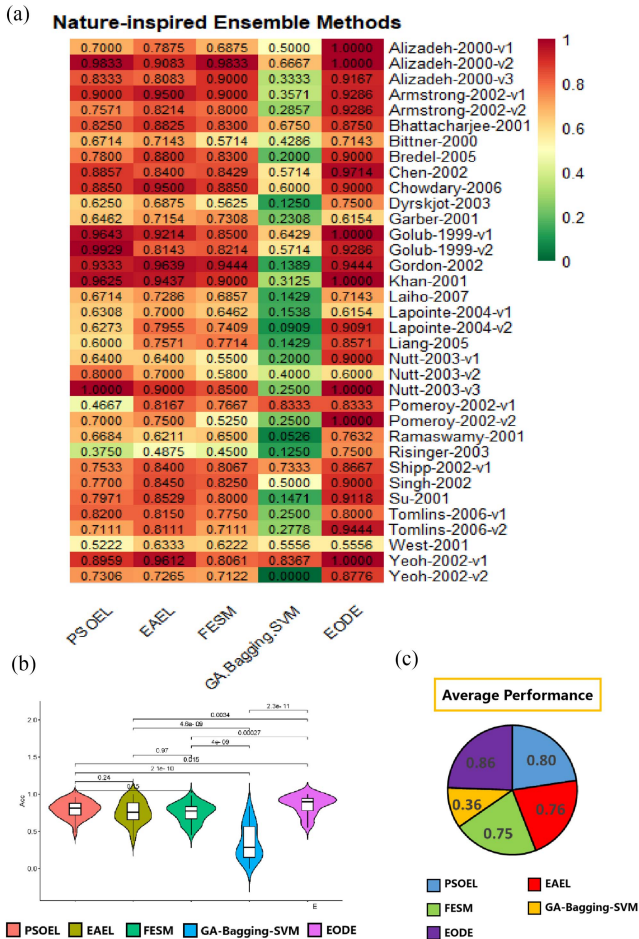 (a)
Nature-inspired Ensemble Methods
0.7000 0.7875 0.6875 0.5000 1.0000 Alizadeh-2000-v1
0.9833 0.9083 0.9833 0.6667 1.0000 Alizadeh-2000-v2
0.8333 0.8083 0.9000 0.3333 0.9167 Alizadeh-2000-v3
0.9000 0.9500 0.9000 0.3571 0.9286 Armstrong-2002-v1
0.7571 0.8214 0.8000 0.2857 0.9286 Armstrong-2002-v2
0.8250 0.8825 0.8300 0.6750 0.8750 Bhattacharjee-2001
0.6714 0.7143 0.5714 0.4286 0.7143 Bittner-2000
0.7800 0.8800 0.8300 0.2000 0.9000 Bredel-2005
0.8857 0.8400 0.8429 0.5714 0.9714 Chen-2002
0.8850 0.9500 0.8850 0.6000 0.9000 Chowdary-2006
0.6250 0.6875 0.5625 0.1250 0.7500 Dyrskjot-2003
0.6462 0.7154 0.7308 0.2308 0.6154 Garber-2001
0.9643 0.9214 0.8500 0.6429 1.0000 Golub-1999-v1
0.9929 0.8143 0.8214 0.5714 0.9286 Golub-1999-v2
0.9333 0.9639 0.9444 0.1389 0.9444 Gordon-2002
0.9625 0.9437 0.9000 0.3125 1.0000 Khan-2001
0.6714 0.7286 0.6857 0.1429 0.7143 Laiho-2007
0.6308 0.7000 0.6462 0.1538 0.6154 Lapointe-2004-v1
0.6273 0.7955 0.7409 0.0909 0.9091 Lapointe-2004-v2
0.6000 0.7571 0.7714 0.1429 0.8571 Liang-2005
0.6400 0.6400 0.5500 0.2000 0.9000 Nutt-2003-v1
0.8000 0.7000 0.5800 0.4000 0.6000 Nutt-2003-v2
1.0000 0.9000 0.8500 0.2500 1.0000 Nutt-2003-v3
0.4667 0.8167 0.7667 0.8333 0.8333 Pomeroy-2002-v1
0.7000 0.7500 0.5250 0.2500 1.0000 Pomeroy-2002-v2
0.6684 0.6211 0.6500 0.0526 0.7632 Ramaswamy-2001
0.3750 0.4875 0.4500 0.1250 0.7500 Risinger-2003
0.7533 0.8400 0.8067 0.7333 0.8667 Shipp-2002-v1
0.7700 0.8450 0.8250 0.5000 0.9000 Singh-2002
0.7971 0.8529 0.8000 0.1471 0.9118 Su-2001
0.8200 0.8150 0.7750 0.2500 0.8000 Tomlins-2006-v1
0.7111 0.8111 0.7111 0.2778 0.9444 Tomlins-2006-v2
0.5222 0.6333 0.6222 0.5556 0.5556 West-2001
0.8959 0.9612 0.8061 0.8367 1.0000 Yeoh-2002-v1
0.7306 0.7265 0.7122 0.0000 0.8776 Yeoh-2002-v2
PSOEL EAEL FESM GA.Bagging.SVM EODE
1
0.8
0.6
0.4
0.2
0
(b)
2.3e-11
0.0034
4.6e-09
0.00027
4e-09
0.97
0.015
2.1e-10
0.24
2.0
1.5
1.0
0.5
0.0
Acc
E
PSOEL EAEL FESM GA-Bagging-SVM EODE
(c)
Average Performance
0.86 0.80
0.36 0.76
0.75
PSOEL EAEL
FESM GA-Bagging-SVM
EODE